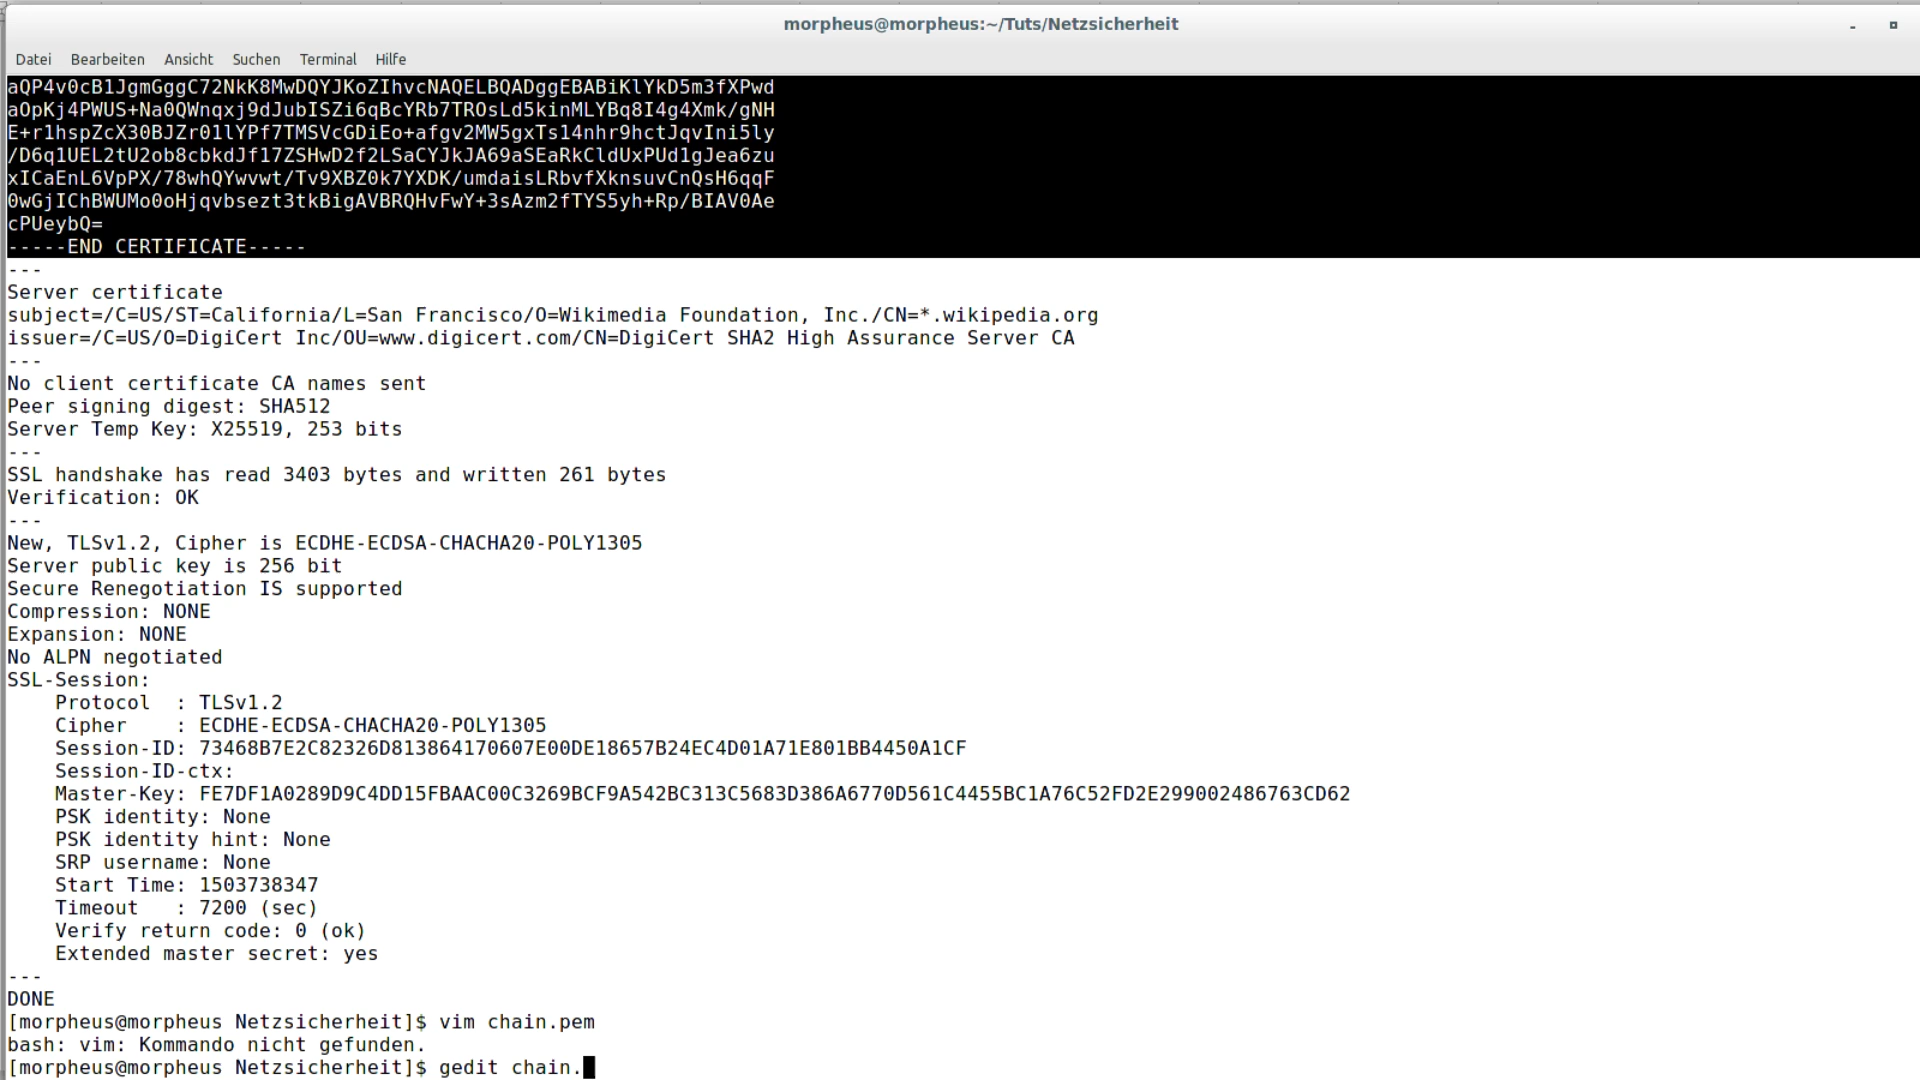 morpheus@morpheus:~/Tuts/Netzsicherheit
Datei Bearbeiten Ansicht Suchen Terminal Hilfe
aQP4v0cB1JgmGggC72NkK8MwDQYJKoZIhvcNAQELBQADggEBABiKlYkD5m3fXPwd
aOpKj4PWUS+Na0QWnqxj9dJubISZi6qBcYRb7TROsLd5kinMLYBq8I4g4Xmk/gNH
E+r1hspZcX30BJZr01lYPf7TMSVcGDiEo+afgv2MW5gxTs14nhr9hctJqvIni5ly
/D6q1UEL2tU2ob8cbkdJf17ZSHwD2f2LSaCYJkJA69aSEaRkCldUxPUd1gJea6zu
xICaEnL6VpPX/78whQYwvwt/Tv9XBZ0k7YXDK/umdaisLRbvfXknsuvCnQsH6qqF
0wGjIChBWUMo0oHjqvbsezt3tkBigAVBRQHvFwY+3sAzm2fTYS5yh+Rp/BIAV0Ae
cPUeybQ=
-----END CERTIFICATE-----
---
Server certificate
subject=/C=US/ST=California/L=San Francisco/O=Wikimedia Foundation, Inc./CN=*.wikipedia.org
issuer=/C=US/O=DigiCert Inc/OU=www.digicert.com/CN=DigiCert SHA2 High Assurance Server CA
---
No client certificate CA names sent
Peer signing digest: SHA512
Server Temp Key: X25519, 253 bits
---
SSL handshake has read 3403 bytes and written 261 bytes
Verification: OK
---
New, TLSv1.2, Cipher is ECDHE-ECDSA-CHACHA20-POLY1305
Server public key is 256 bit
Secure Renegotiation IS supported
Compression: NONE
Expansion: NONE
No ALPN negotiated
SSL-Session:
Protocol : TLSv1.2
Cipher : ECDHE-ECDSA-CHACHA20-POLY1305
Session-ID: 73468B7E2C82326D813864170607E00DE18657B24EC4D01A71E801BB4450A1CF
Session-ID-ctx:
Master-Key: FE7DF1A0289D9C4DD15FBAAC00C3269BCF9A542BC313C5683D386A6770D561C4455BC1A76C52FD2E299002486763CD62
PSK identity: None
PSK identity hint: None
SRP username: None
Start Time: 1503738347
Timeout : 7200 (sec)
Verify return code: 0 (ok)
Extended master secret: yes
---
DONE
[morpheus@morpheus Netzsicherheit]$ vim chain.pem
bash: vim: Kommando nicht gefunden.
[morpheus@morpheus Netzsicherheit]$ gedit chain.